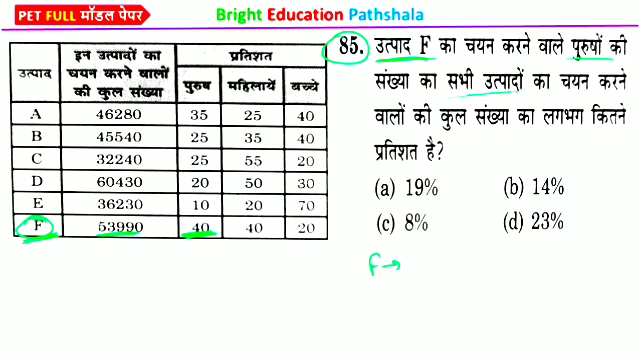 PET FULL मॉडल पेपर
Bright Education Pathshala
उत्पाद इन उत्पादों का चयन करने वालों की कुल संख्या प्रतिशत
पुरुष महिलायें बच्चे
A 46280 35 25 40
B 45540 25 35 40
C 32240 25 55 20
D 60430 20 50 30
E 36230 10 20 70
F 53990 40 40 20
85. उत्पाद F का चयन करने वाले पुरुषों की
संख्या का सभी उत्पादों का चयन करने
वालों की कुल संख्या का लगभग कितने
प्रतिशत है?
(a) 19% (b) 14%
(c) 8% (d) 23%
F→